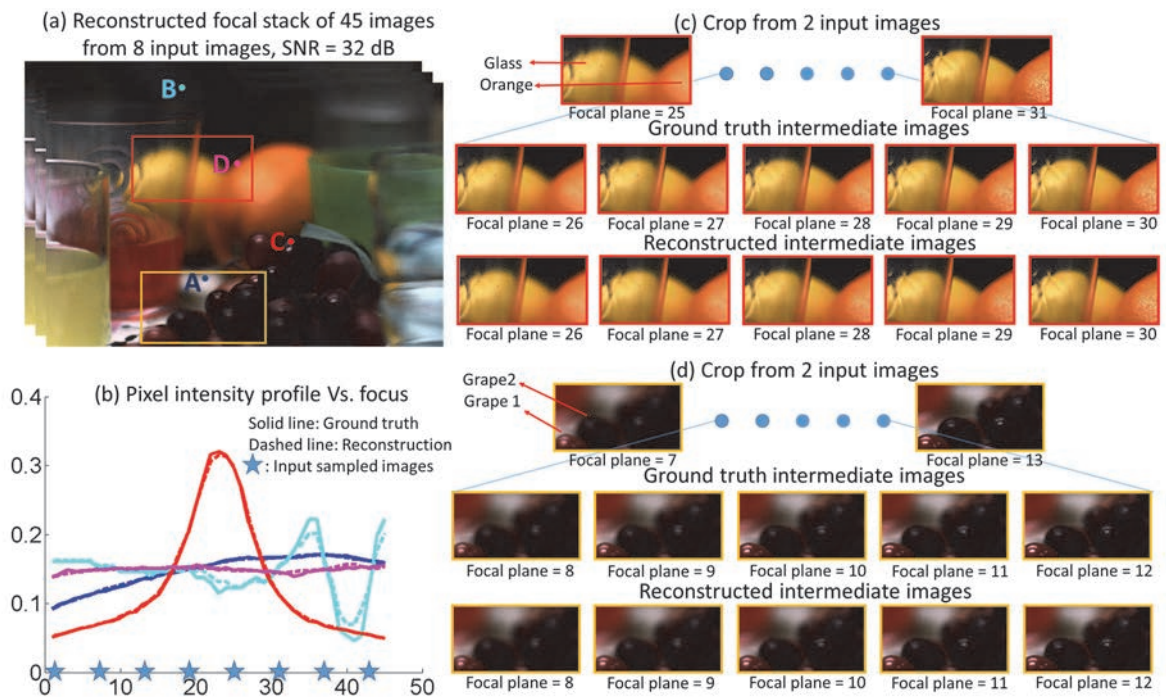 (a) Reconstructed focal stack of 45 images
from 8 input images, SNR = 32 dB
B
D
C
A
(b) Pixel intensity profile Vs. focus
Solid line: Ground truth
Dashed line: Reconstruction
: Input sampled images
0.4
0.3
0.2
0.1
0
0 10 20 30 40 50
(c) Crop from 2 input images
Glass
Orange
Focal plane = 25 Focal plane = 31
Ground truth intermediate images
Focal plane = 26 Focal plane = 27 Focal plane = 28 Focal plane = 29 Focal plane = 30
Reconstructed intermediate images
Focal plane = 26 Focal plane = 27 Focal plane = 28 Focal plane = 29 Focal plane = 30
(d) Crop from 2 input images
Grape2
Grape 1
Focal plane = 7 Focal plane = 13
Ground truth intermediate images
Focal plane = 8 Focal plane = 9 Focal plane = 10 Focal plane = 11 Focal plane = 12
Reconstructed intermediate images
Focal plane = 8 Focal plane = 9 Focal plane = 10 Focal plane = 11 Focal plane = 12